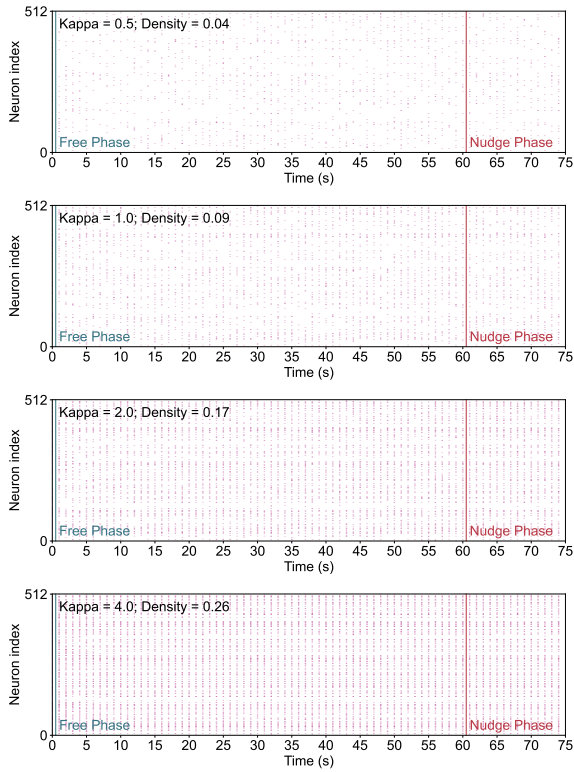 512
Kappa = 0.5; Density = 0.04
Neuron index
Free Phase
Nudge Phase
0
0 5 10 15 20 25 30 35 40 45 50 55 60 65 70 75
Time (s)
512
Kappa = 1.0; Density = 0.09
Neuron index
Free Phase
Nudge Phase
0
0 5 10 15 20 25 30 35 40 45 50 55 60 65 70 75
Time (s)
512
Kappa = 2.0; Density = 0.17
Neuron index
Free Phase
Nudge Phase
0
0 5 10 15 20 25 30 35 40 45 50 55 60 65 70 75
Time (s)
512
Kappa = 4.0; Density = 0.26
Neuron index
Free Phase
Nudge Phase
0
0 5 10 15 20 25 30 35 40 45 50 55 60 65 70 75
Time (s)